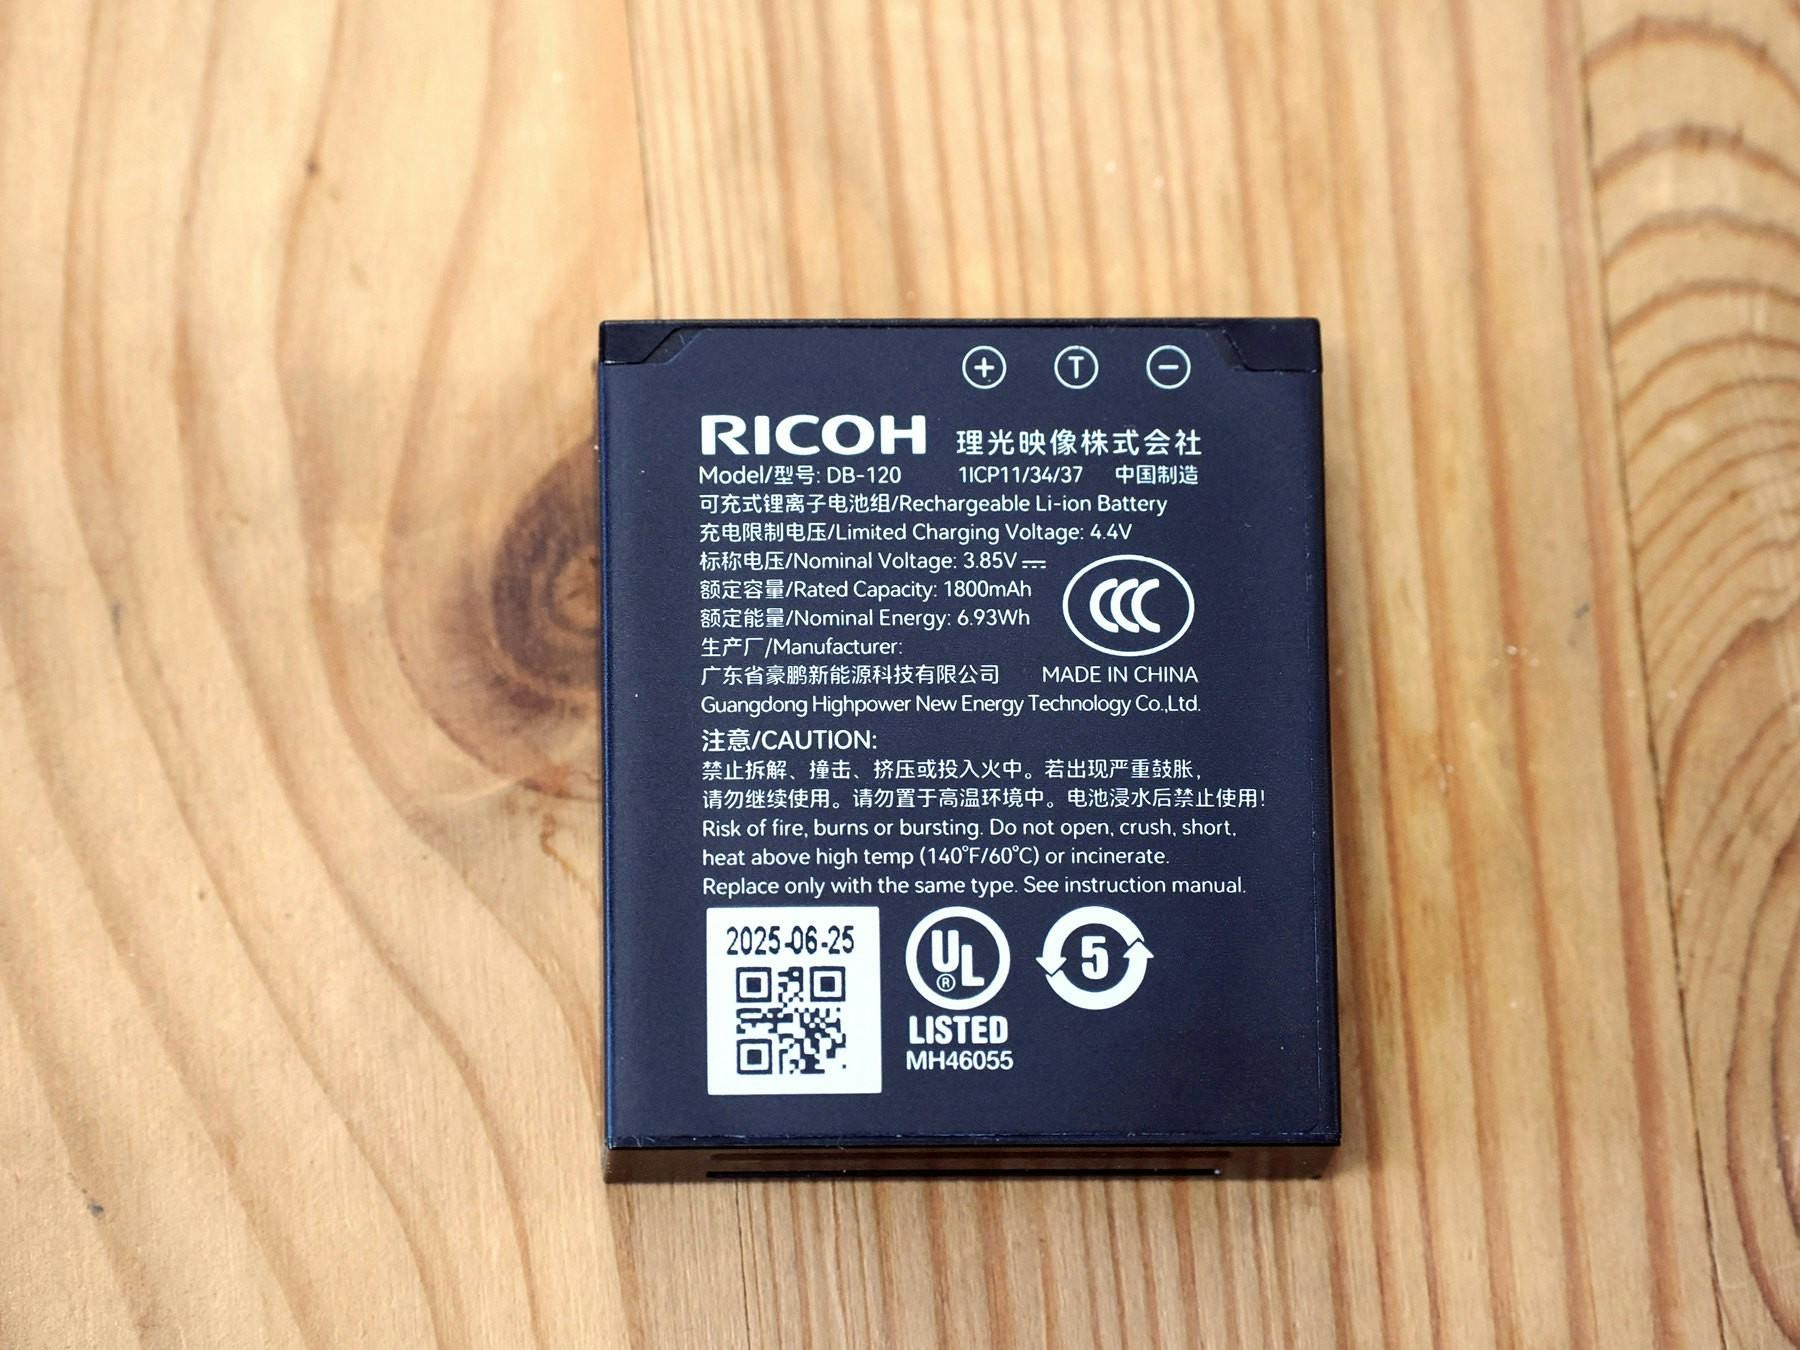 + T −
RICOH 理光映像株式会社
Model/型号: DB-120 1ICP11/34/37 中国制造
可充式锂离子电池组/Rechargeable Li-ion Battery
充电限制电压/Limited Charging Voltage: 4.4V
标称电压/Nominal Voltage: 3.85V⎓
额定容量/Rated Capacity: 1800mAh
额定能量/Nominal Energy: 6.93Wh
CCC
生产厂/Manufacturer:
广东省豪鹏新能源科技有限公司 MADE IN CHINA
Guangdong Highpower New Energy Technology Co.,Ltd.
注意/CAUTION:
禁止拆解、撞击、挤压或投入火中。若出现严重鼓胀，
请勿继续使用。请勿置于高温环境中。电池浸水后禁止使用！
Risk of fire, burns or bursting. Do not open, crush, short,
heat above high temp (140°F/60°C) or incinerate.
Replace only with the same type. See instruction manual.
2025-06-25
UL®
LISTED
MH46055
5